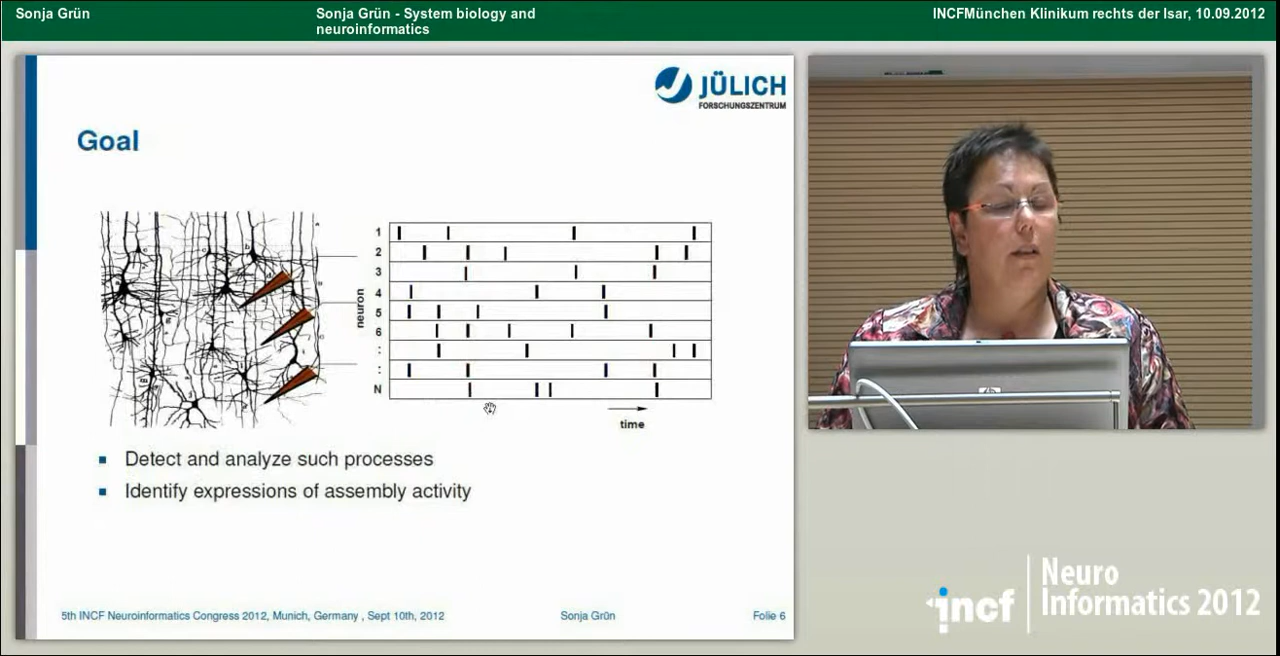 Sonja Grün
Sonja Grün - System biology and
neuroinformatics
INCFMünchen Klinikum rechts der Isar, 10.09.2012
JÜLICH
FORSCHUNGSZENTRUM
Goal
1
2
3
4
5
6
:
:
N
neuron
time
Detect and analyze such processes
Identify expressions of assembly activity
5th INCF Neuroinformatics Congress 2012, Munich, Germany , Sept 10th, 2012
Sonja Grün
Folie 6
hp
incf
Neuro
Informatics 2012